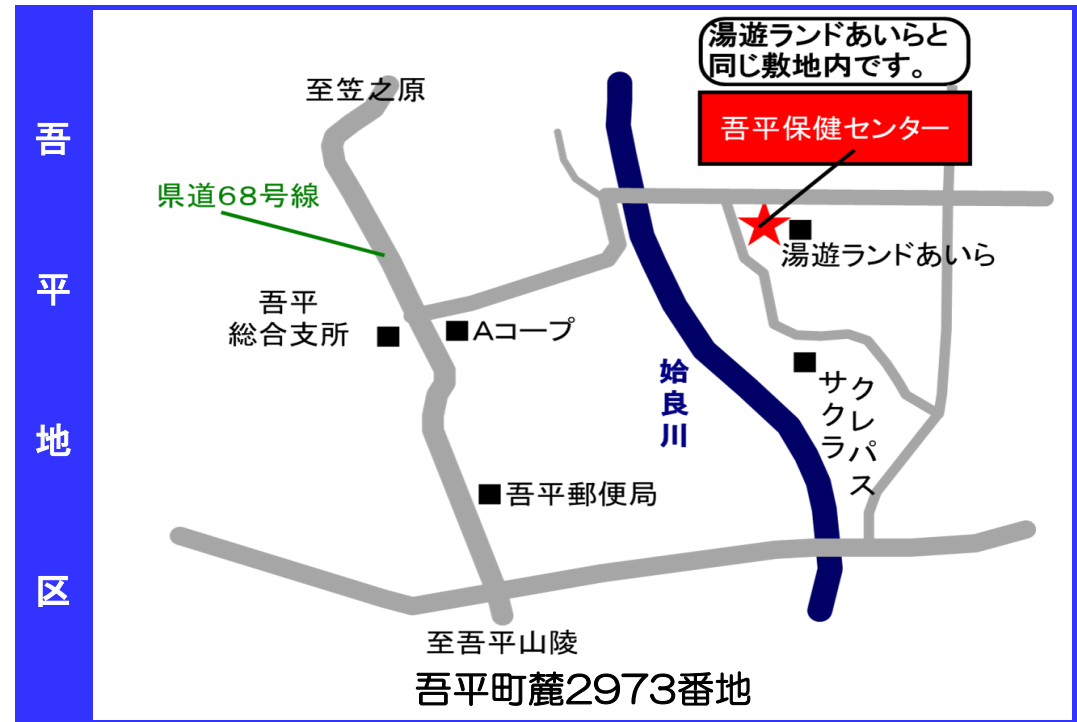 吾平地区
湯遊ランドあいらと
同じ敷地内です。
吾平保健センター
至笠之原
県道68号線
湯遊ランドあいら
吾平
総合支所
Aコープ
姶良川
サクラ
クレパス
吾平郵便局
至吾平山陵
吾平町麓2973番地